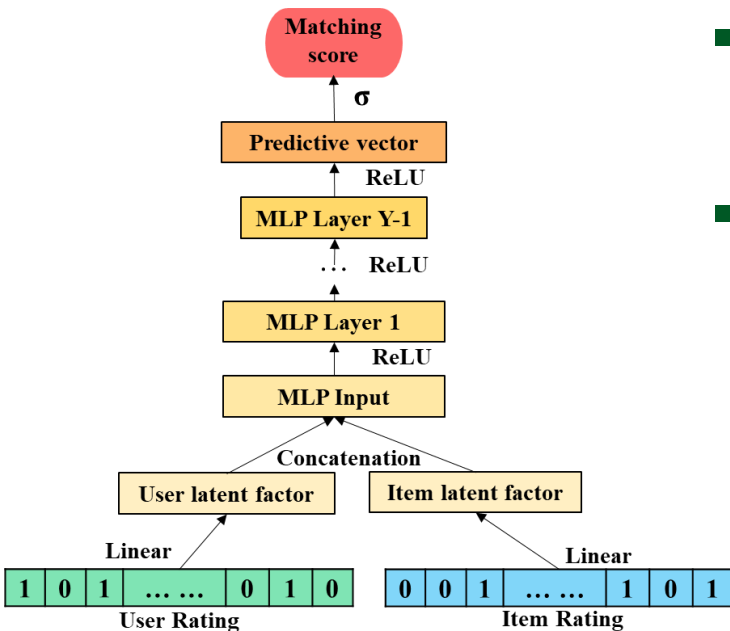 Matching
score
σ
Predictive vector
ReLU
MLP Layer Y-1
... ReLU
MLP Layer 1
ReLU
MLP Input
Concatenation
User latent factor
Item latent factor
Linear
Linear
1 0 1 ... ... 0 1 0
0 0 1 ... ... 1 0 1
User Rating
Item Rating